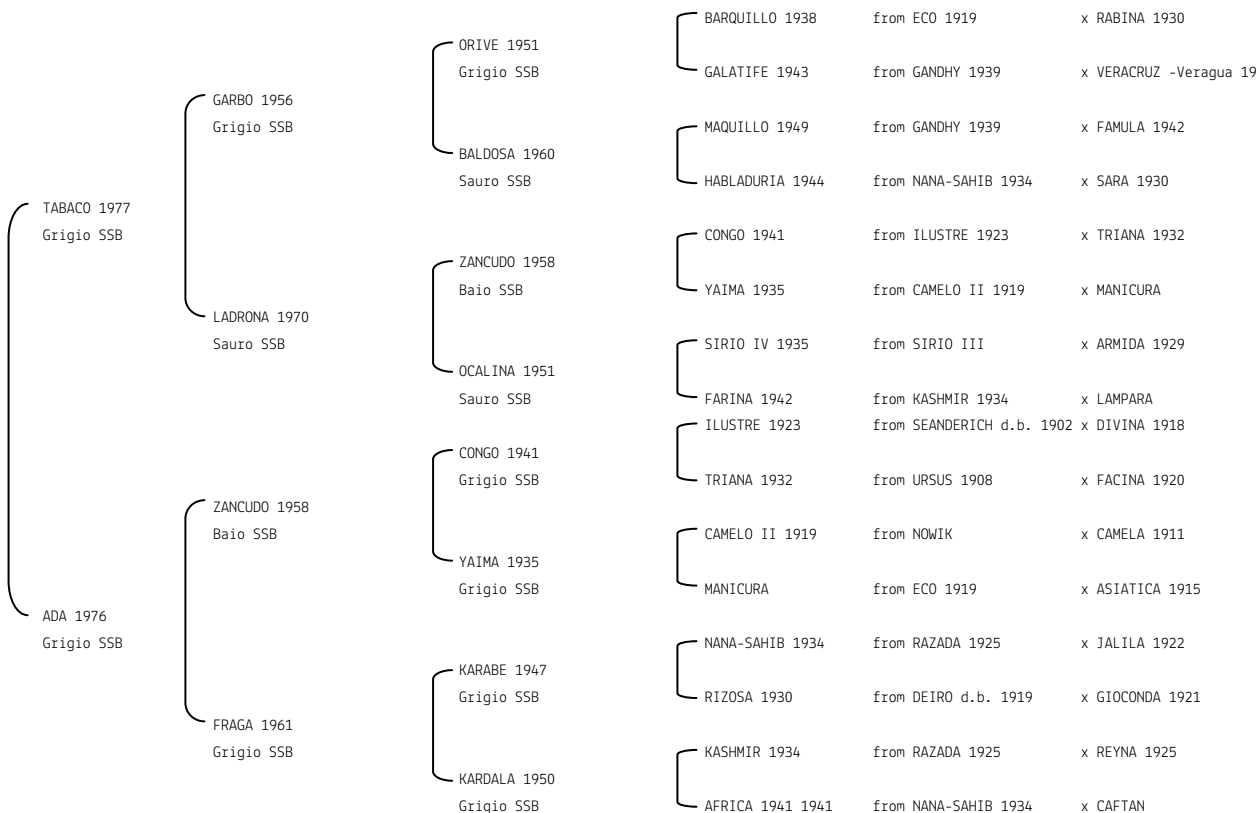 BARQUILLO 1938 from ECO 1919 x RABINA 1930
ORIVE 1951
Grigio SSB GALATIFE 1943 from GANDHY 1939 x VERACRUZ -Veragua 19
GARBO 1956
Grigio SSB MAQUILLO 1949 from GANDHY 1939 x FAMULA 1942
BALDOSA 1960
Sauro SSB HABLADURIA 1944 from NANA-SAHIB 1934 x SARA 1930
TABACO 1977
Grigio SSB CONGO 1941 from ILUSTRE 1923 x TRIANA 1932
ZANCUDO 1958
Baio SSB YAIMA 1935 from CAMELO II 1919 x MANICURA
LADRONA 1970
Sauro SSB SIRIO IV 1935 from SIRIO III x ARMIDA 1929
OCALINA 1951
Sauro SSB FARINA 1942 from KASHMIR 1934 x LAMPARA
ILUSTRE 1923 from SEANDERICH d.b. 1902 x DIVINA 1918
CONGO 1941
Grigio SSB TRIANA 1932 from URSUS 1908 x FACINA 1920
ZANCUDO 1958
Baio SSB CAMELO II 1919 from NOWIK x CAMELA 1911
YAIMA 1935
Grigio SSB MANICURA from ECO 1919 x ASIATICA 1915
ADA 1976
Grigio SSB NANA-SAHIB 1934 from RAZADA 1925 x JALILA 1922
KARABE 1947
Grigio SSB RIZOSA 1930 from DEIRO d.b. 1919 x GIOCONDA 1921
FRAGA 1961
Grigio SSB KASHMIR 1934 from RAZADA 1925 x REYNA 1925
KARDALA 1950
Grigio SSB AFRICA 1941 1941 from NANA-SAHIB 1934 x CAFTAN